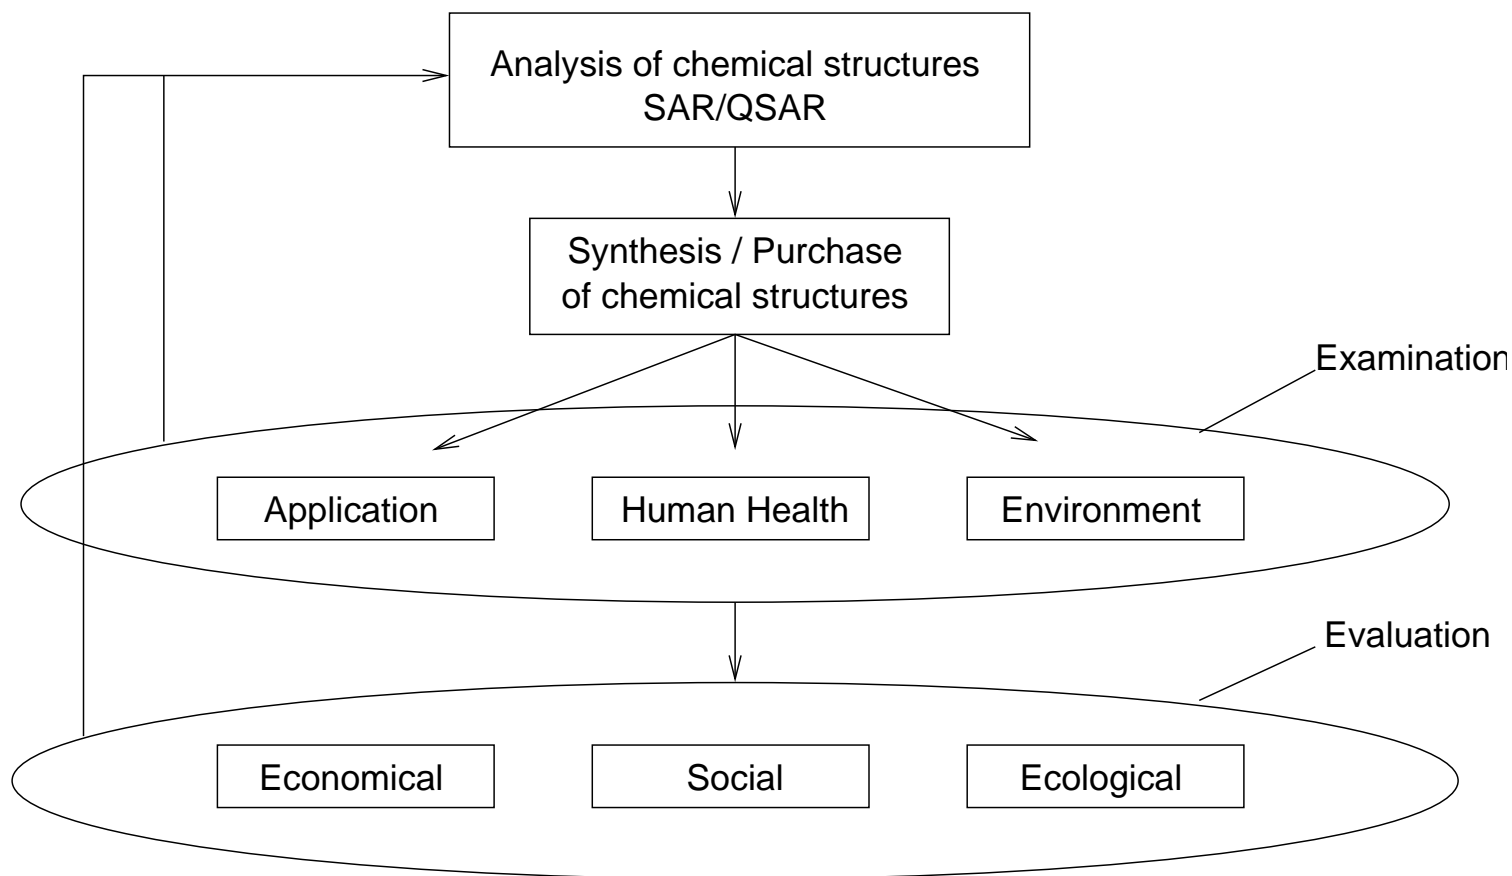 Analysis of chemical structures
SAR/QSAR
Synthesis / Purchase
of chemical structures
Examination
Application
Human Health
Environment
Evaluation
Economical
Social
Ecological